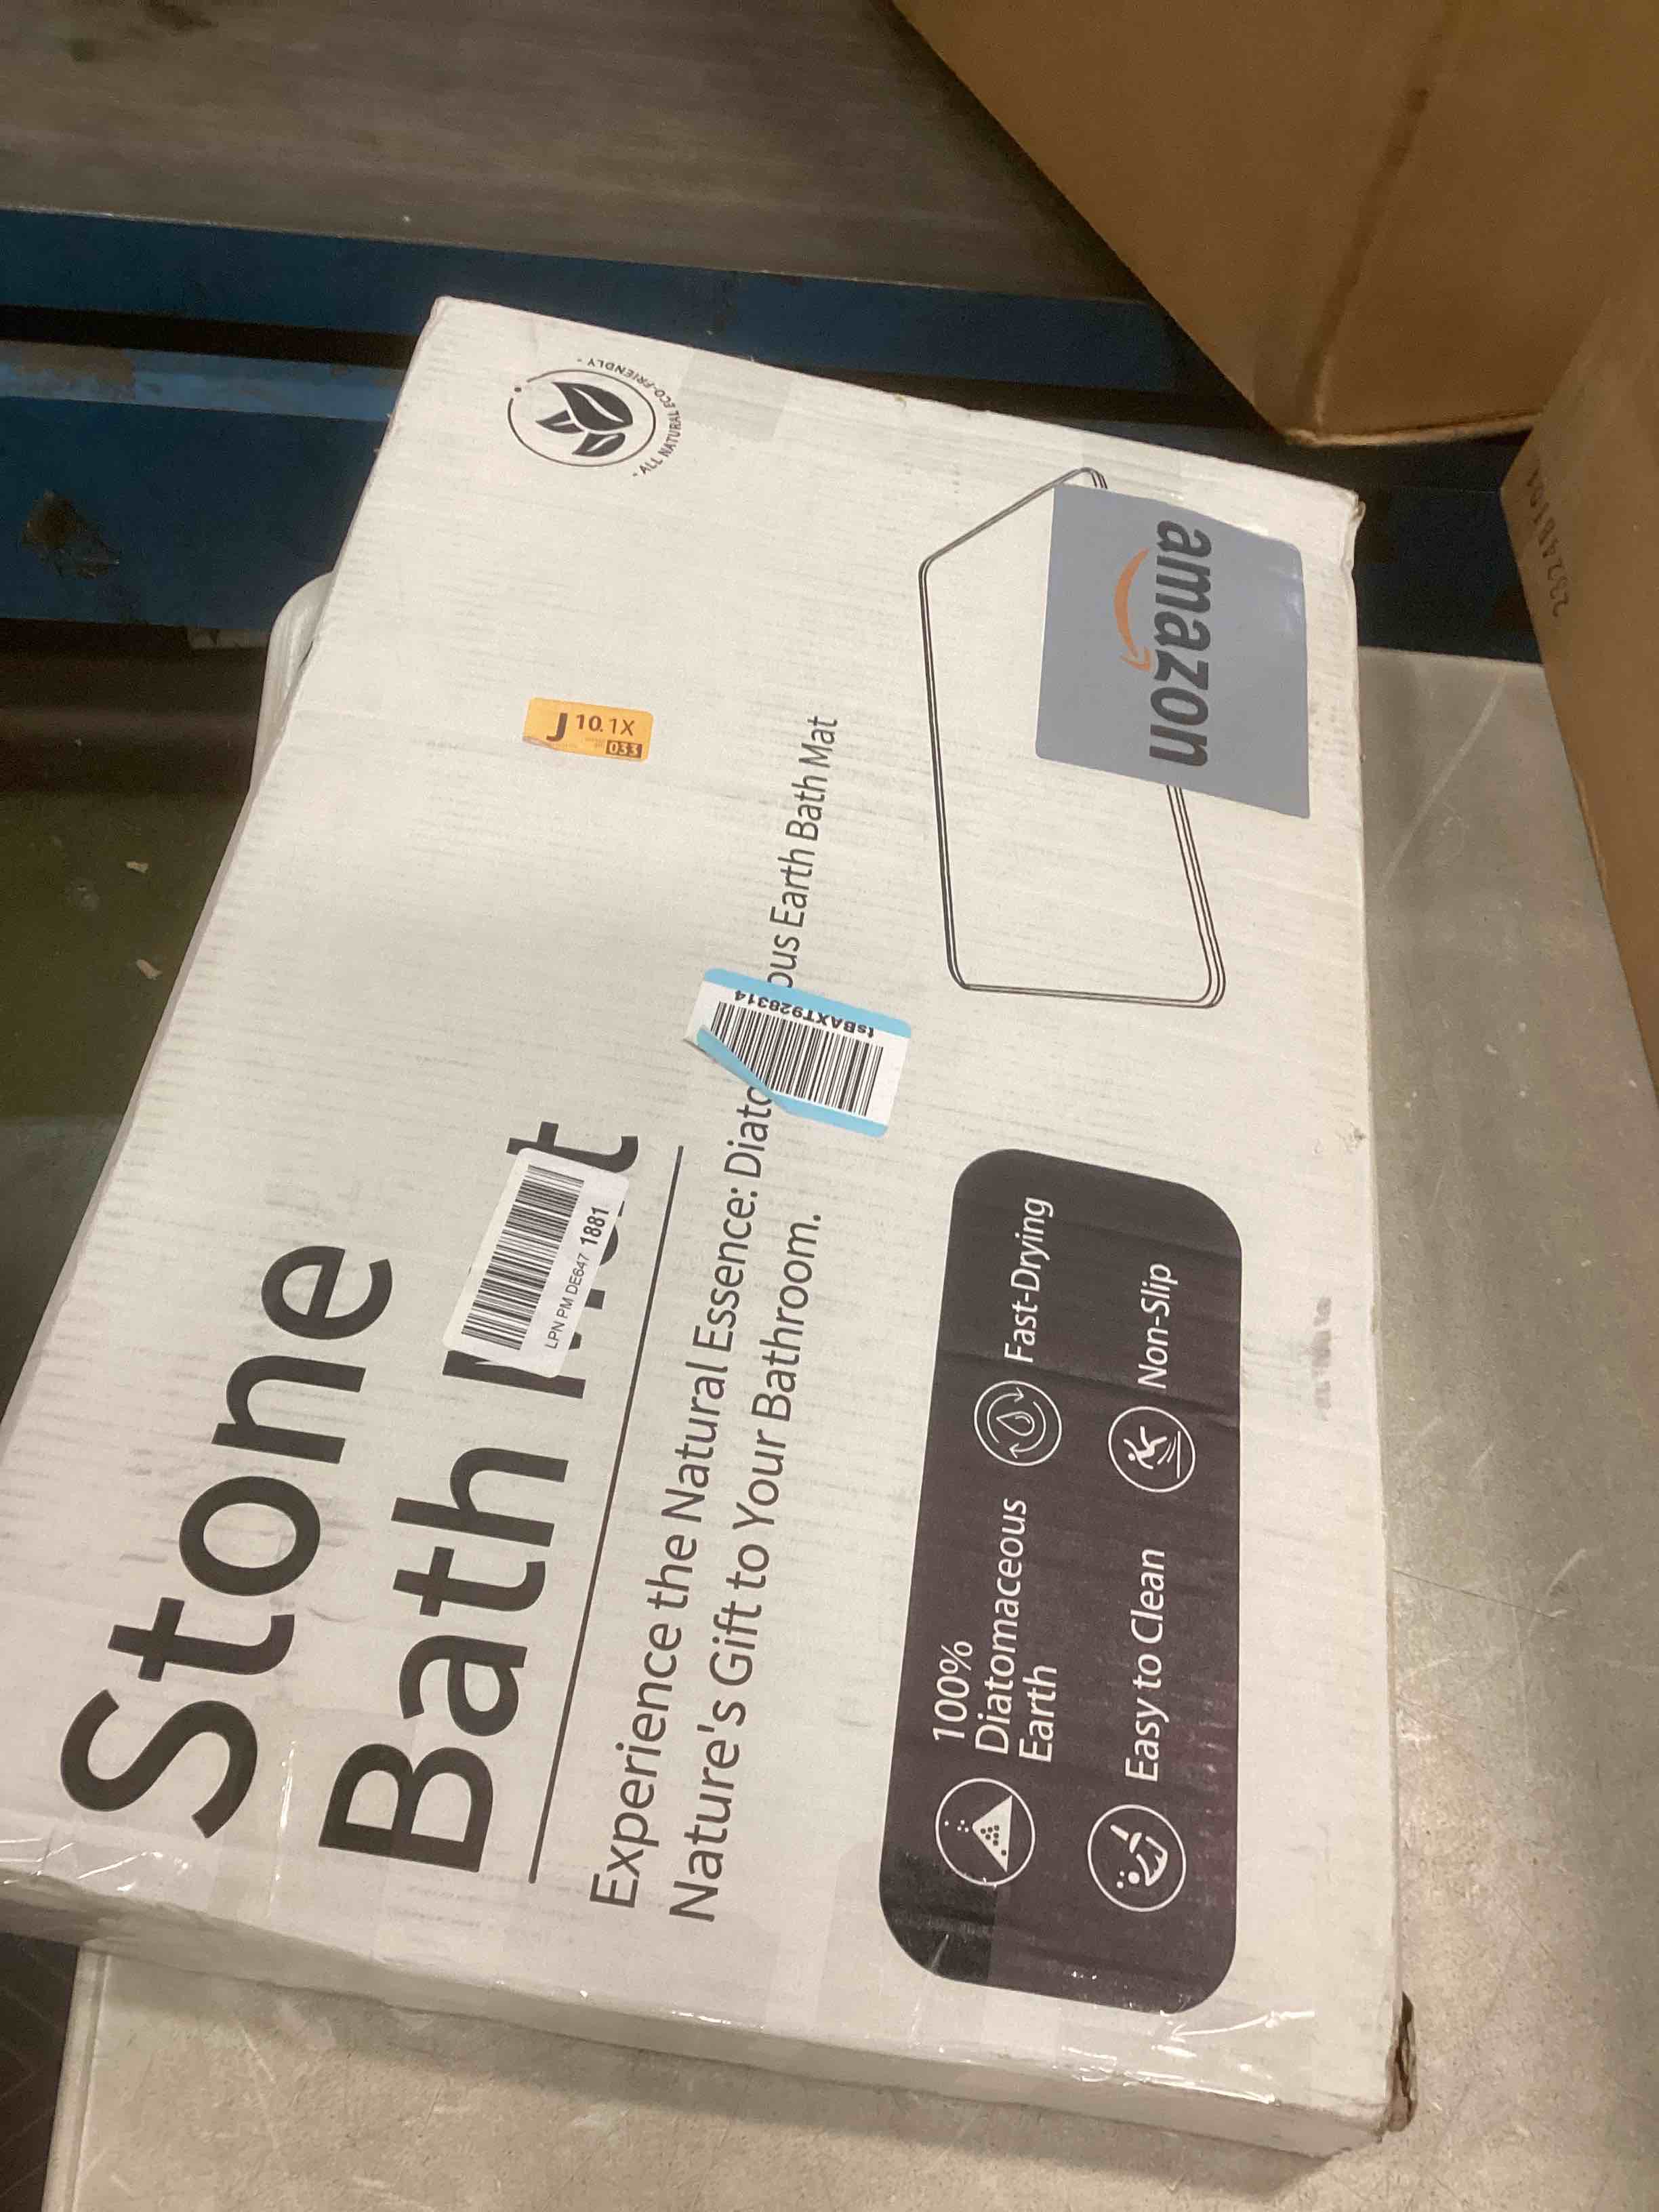 Stone
Bath M t
Experience the Natural Essence: Diato ous Earth Bath Mat
Nature's Gift to Your Bathroom.
100%
Diatomaceous
Earth
Fast-Drying
Easy to Clean
Non-Slip
- ALL NATURAL ECO-FRIENDLY -
J 10.1X
033
LPN PM DE647 1881
tsBAXT928314
amazon